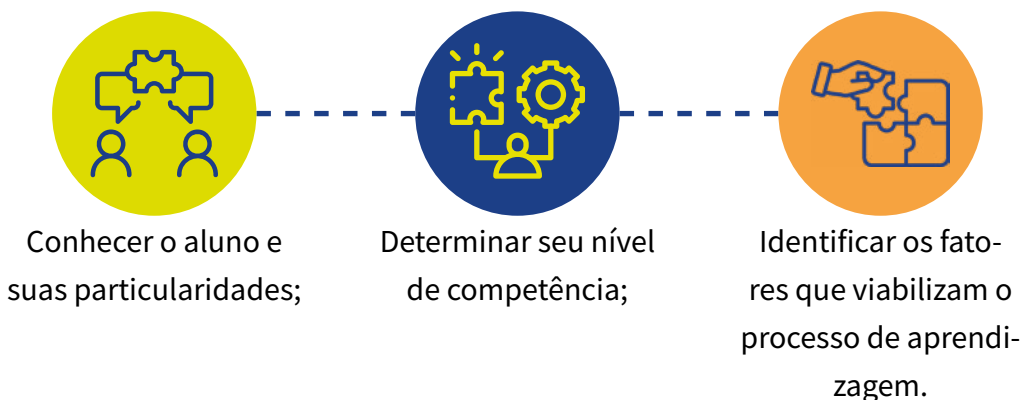 Conhecer o aluno e
suas particularidades;
Determinar seu nível
de competência;
Identificar os fato-
res que viabilizam o
processo de aprendi-
zagem.